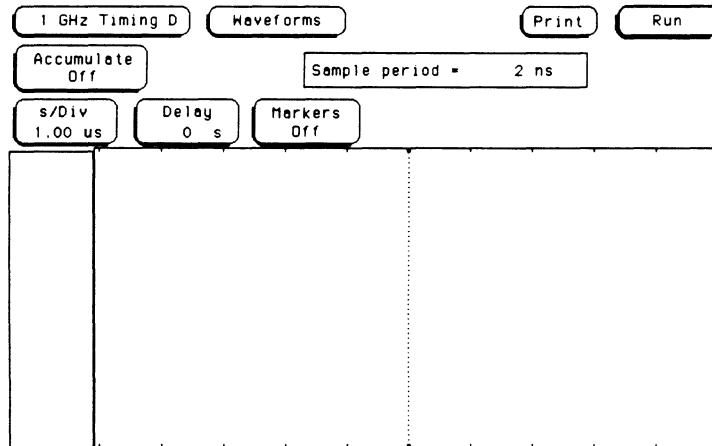 1 GHz Timing D Waveforms Print Run
Accumulate
Off
Sample period = 2 ns
s/Div
1.00 us
Delay
0 s
Markers
Off